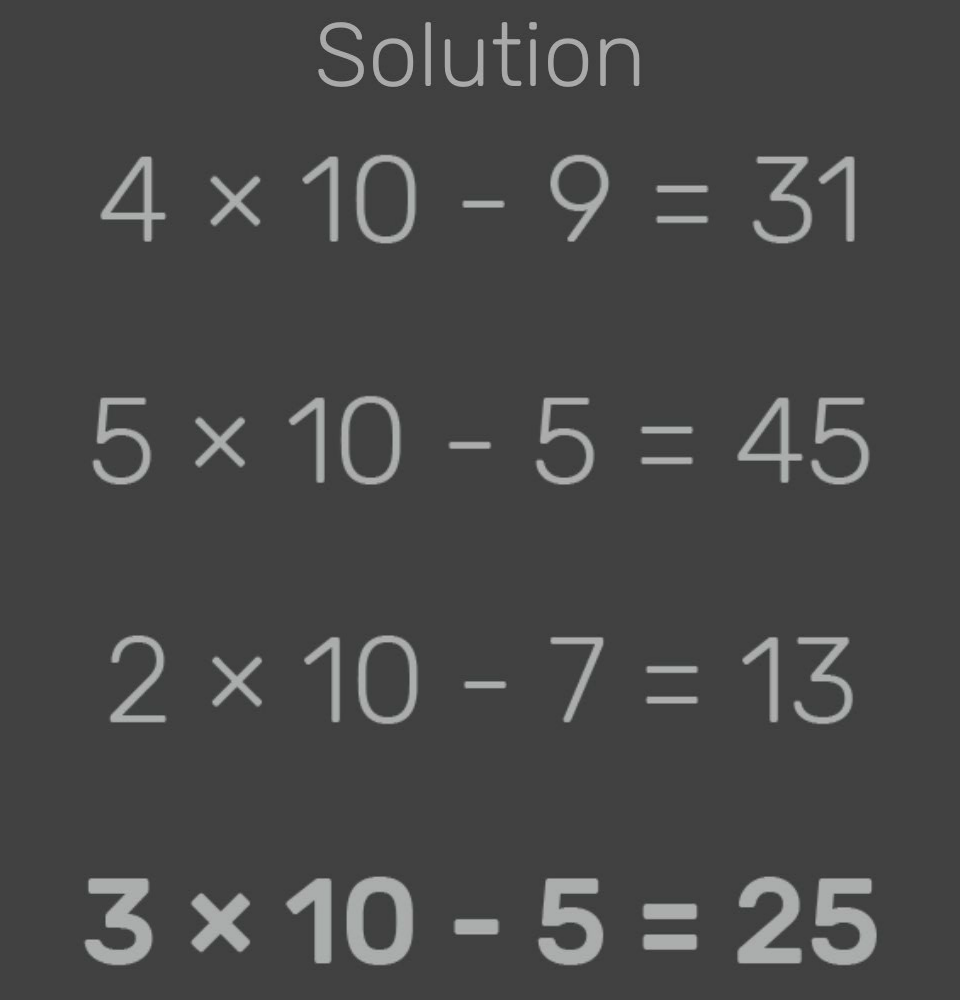 Solution
4 × 10 - 9 = 31
5 × 10 - 5 = 45
2 × 10 - 7 = 13
3 × 10 - 5 = 25